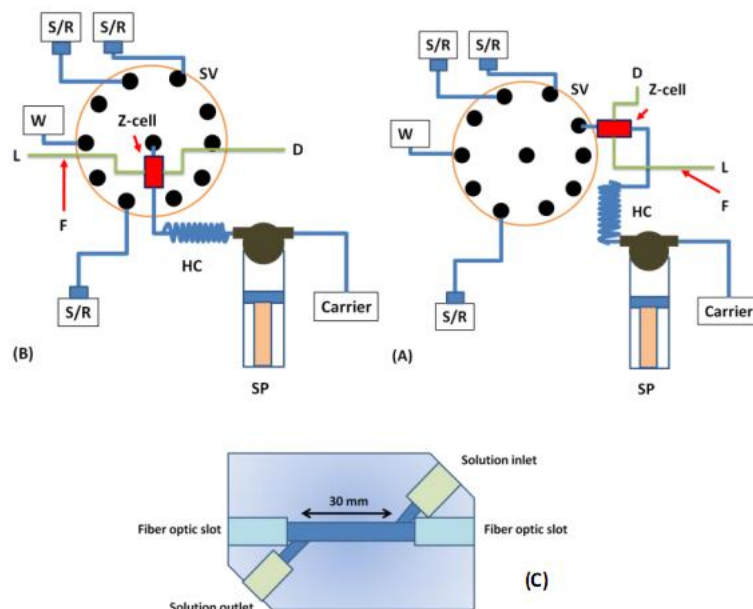 S/R
S/R
SV
W
Z-cell
L
D
F
HC
S/R
Carrier
(B)
SP
S/R
S/R
D
SV
Z-cell
W
L
F
HC
S/R
Carrier
(A)
SP
Solution inlet
30 mm
Fiber optic slot
Fiber optic slot
(C)
Solution outlet